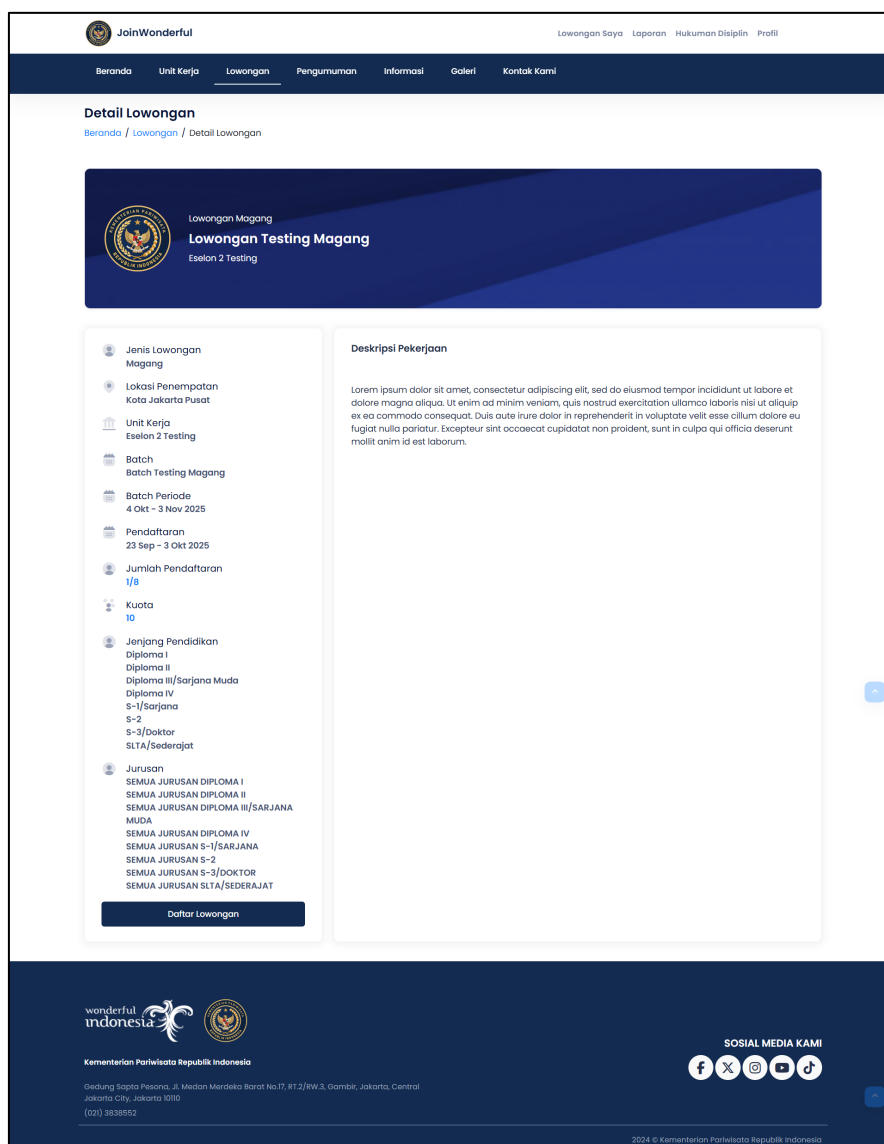 JoinWonderful
Lowongan Saya Laporan Hukuman Disiplin Profil
Beranda Unit Kerja Lowongan Pengumuman Informasi Galeri Kontak Kami
Detail Lowongan
Beranda / Lowongan / Detail Lowongan
Lowongan Magang
Lowongan Testing Magang
Eselon 2 Testing
Jenis Lowongan
Magang
Lokasi Penempatan
Kota Jakarta Pusat
Unit Kerja
Eselon 2 Testing
Batch
Batch Testing Magang
Batch Periode
4 Okt - 3 Nov 2025
Pendaftaran
23 Sep - 3 Okt 2025
Jumlah Pendaftaran
1/8
Kuota
10
Jenjang Pendidikan
Diploma I
Diploma II
Diploma III/Sarjana Muda
Diploma IV
S-1/Sarjana
S-2
S-3/Doktor
SLTA/Sederajat
Jurusan
SEMUA JURUSAN DIPLOMA I
SEMUA JURUSAN DIPLOMA II
SEMUA JURUSAN DIPLOMA III/SARJANA
MUDA
SEMUA JURUSAN DIPLOMA IV
SEMUA JURUSAN S-1/SARJANA
SEMUA JURUSAN S-2
SEMUA JURUSAN S-3/DOKTOR
SEMUA JURUSAN SLTA/SEDERAJAT
Daftar Lowongan
Deskripsi Pekerjaan
Lorem ipsum dolor sit amet, consectetur adipiscing elit, sed do eiusmod tempor incididunt ut labore et
dolore magna aliqua. Ut enim ad minim veniam, quis nostrud exercitation ullamco laboris nisi ut aliquip
ex ea commodo consequat. Duis aute irure dolor in reprehenderit in voluptate velit esse cillum dolore eu
fugiat nulla pariatur. Excepteur sint occaecat cupidatat non proident, sunt in culpa qui officia deserunt
mollit anim id est laborum.
wonderful
indonesia
Kementerian Pariwisata Republik Indonesia
Gedung Sapta Pesona, Jl. Medan Merdeka Barat No.17, RT.2/RW.3, Gambir, Jakarta, Central
Jakarta City, Jakarta 10110
(021) 3838552
SOSIAL MEDIA KAMI
2024 © Kementerian Pariwisata Republik Indonesia